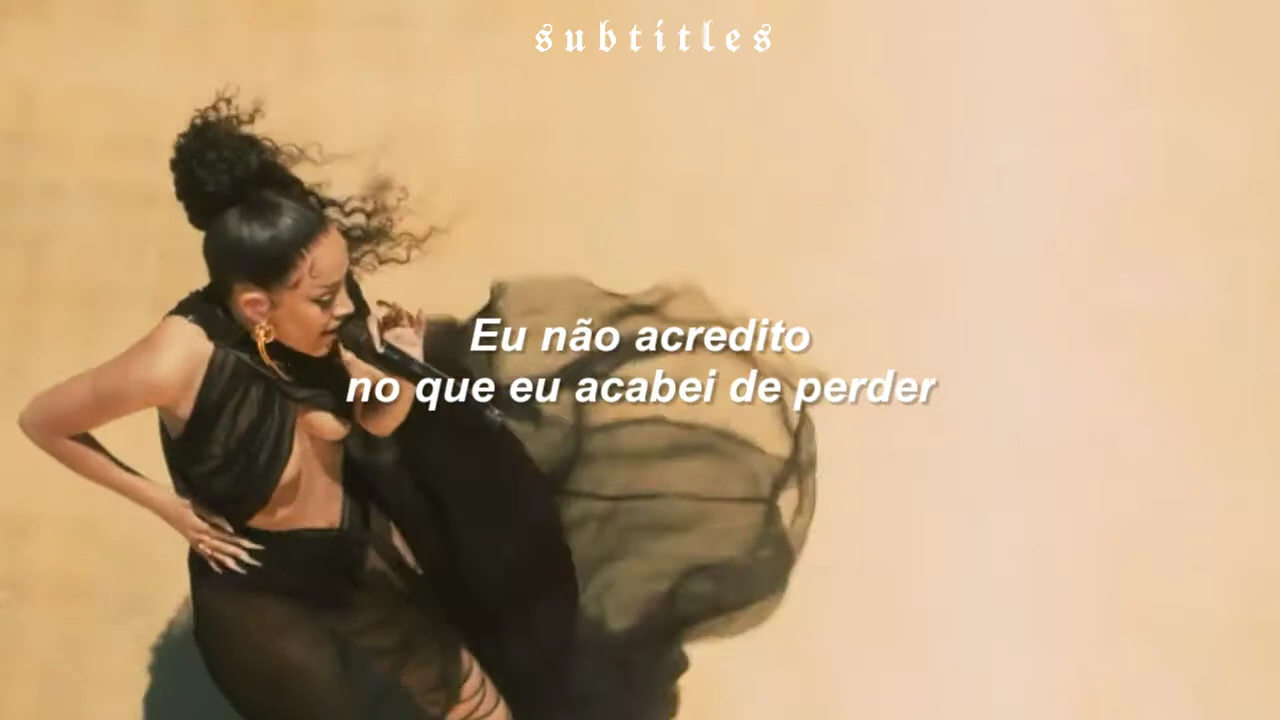 subtitles
Eu não acredito
no que eu acabei de perder